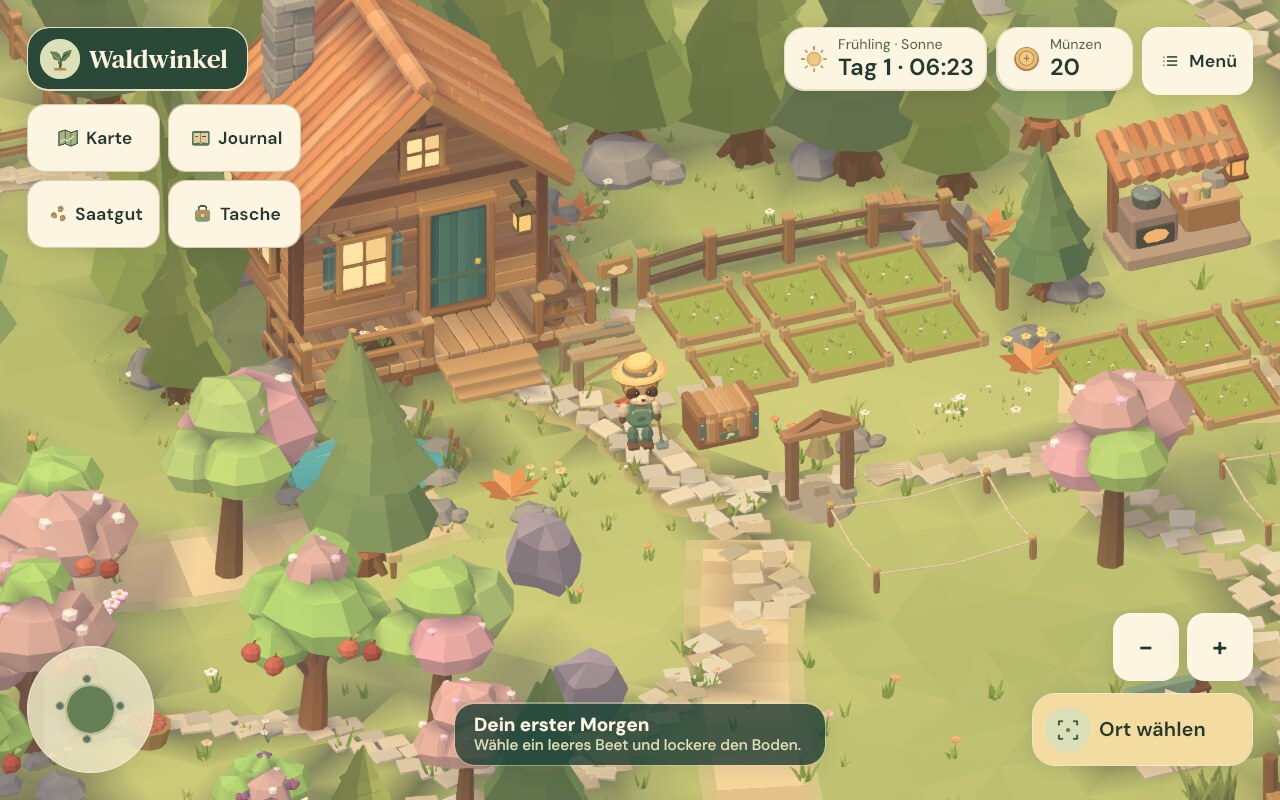 Waldwinkel
Frühling · Sonne
Tag 1 · 06:23
Münzen
20
Menü
Karte
Journal
Saatgut
Tasche
−
+
Ort wählen
Dein erster Morgen
Wähle ein leeres Beet und lockere den Boden.